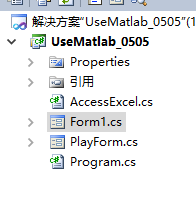 解决方案"UseMatlab_0505"(1
UseMatlab_0505
Properties
引用
AccessExcel.cs
Form1.cs
PlayForm.cs
Program.cs